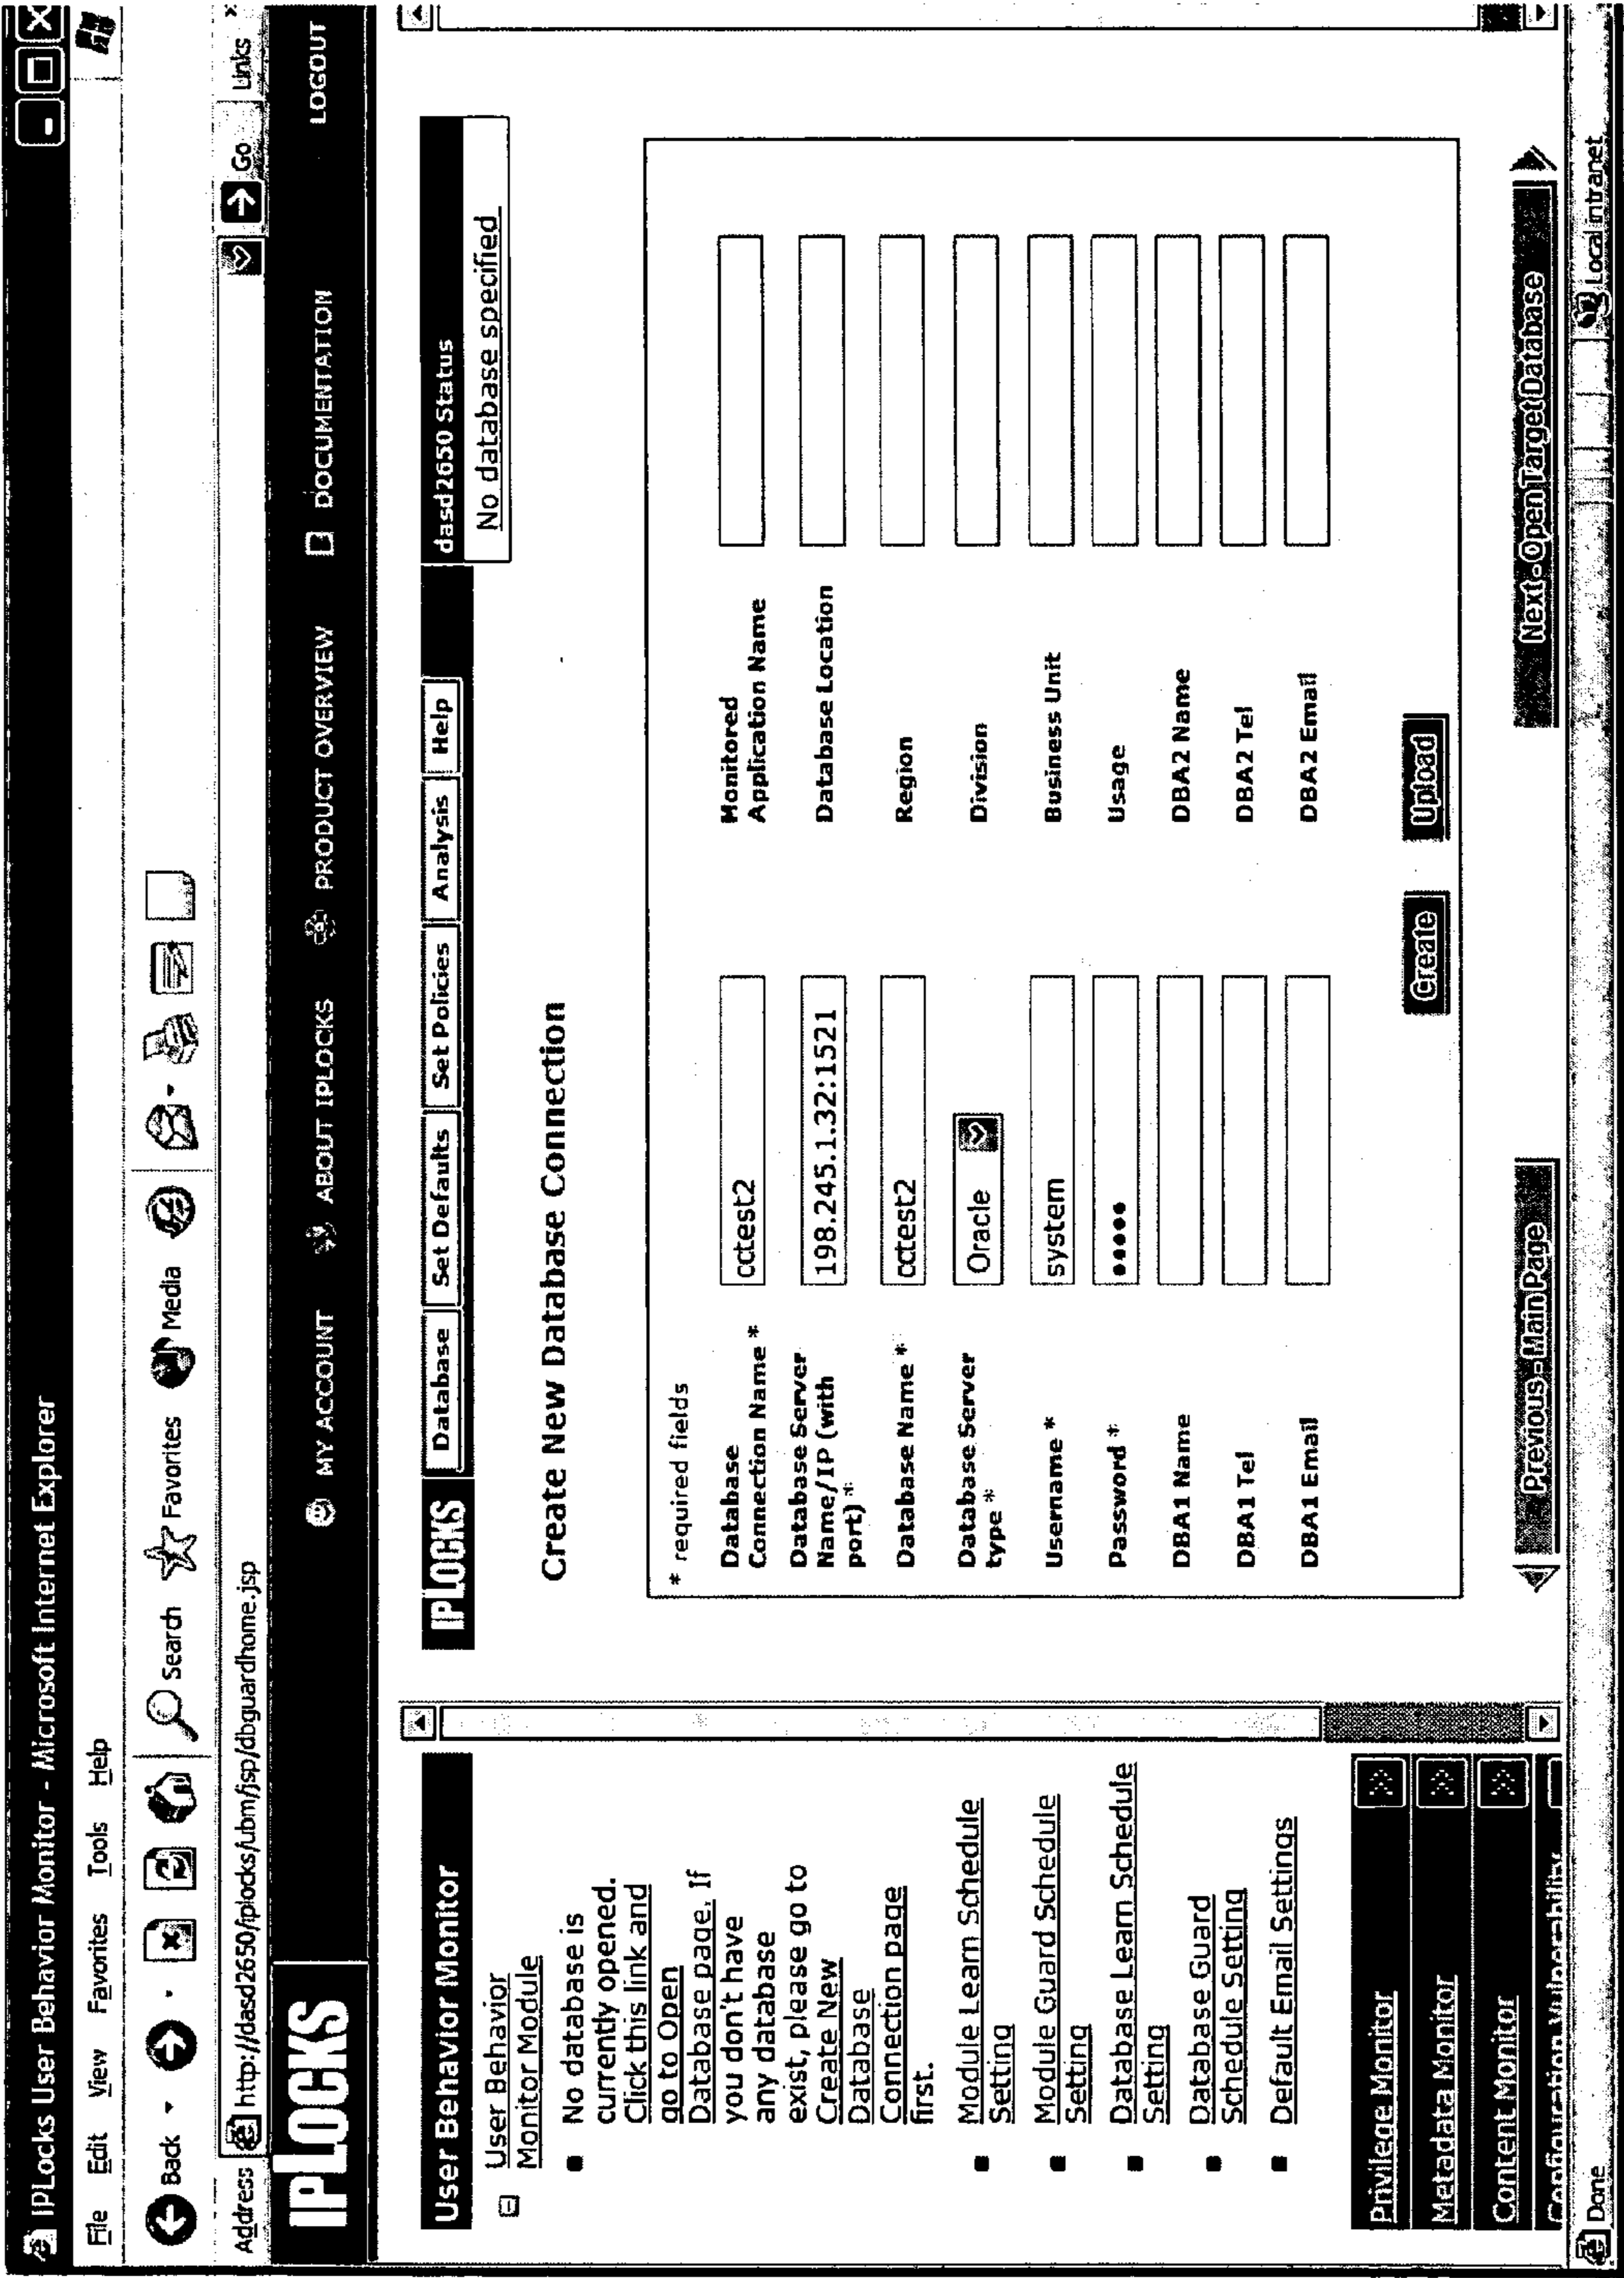 IPLocks User Behavior Monitor - Microsoft Internet Explorer
File Edit View Favorites Tools Help
Back Search Favorites Media
Address http://dasd2650/iplocks/ubm/jsp/dbguardhome.jsp Go Links »
IPLOCKS
MY ACCOUNT ABOUT IPLOCKS PRODUCT OVERVIEW DOCUMENTATION LOGOUT
User Behavior Monitor
User Behavior
Monitor Module
No database is
currently opened.
Click this link and
go to Open
Database page. If
you don't have
any database
exist, please go to
Create New
Database
Connection page
first.
Module Learn Schedule
Setting
Module Guard Schedule
Setting
Database Learn Schedule
Setting
Database Guard
Schedule Setting
Default Email Settings
Privilege Monitor
Metadata Monitor
Content Monitor
Configuration Vulnerability
IPLOCKS Database Set Defaults Set Policies Analysis Help
dasd2650 Status
No database specified
Create New Database Connection
* required fields
Database
Connection Name * cctest2
Monitored
Application Name
Database Server
Name/IP (with
port) * 198.245.1.32:1521
Database Location
Database Name * cctest2
Region
Database Server
type * Oracle
Division
Username * system
Business Unit
Password * •••••
Usage
DBA1 Name
DBA2 Name
DBA1 Tel
DBA2 Tel
DBA1 Email
DBA2 Email
Create Upload
Previous - Main Page
Next - Open Target Database
Done Local intranet